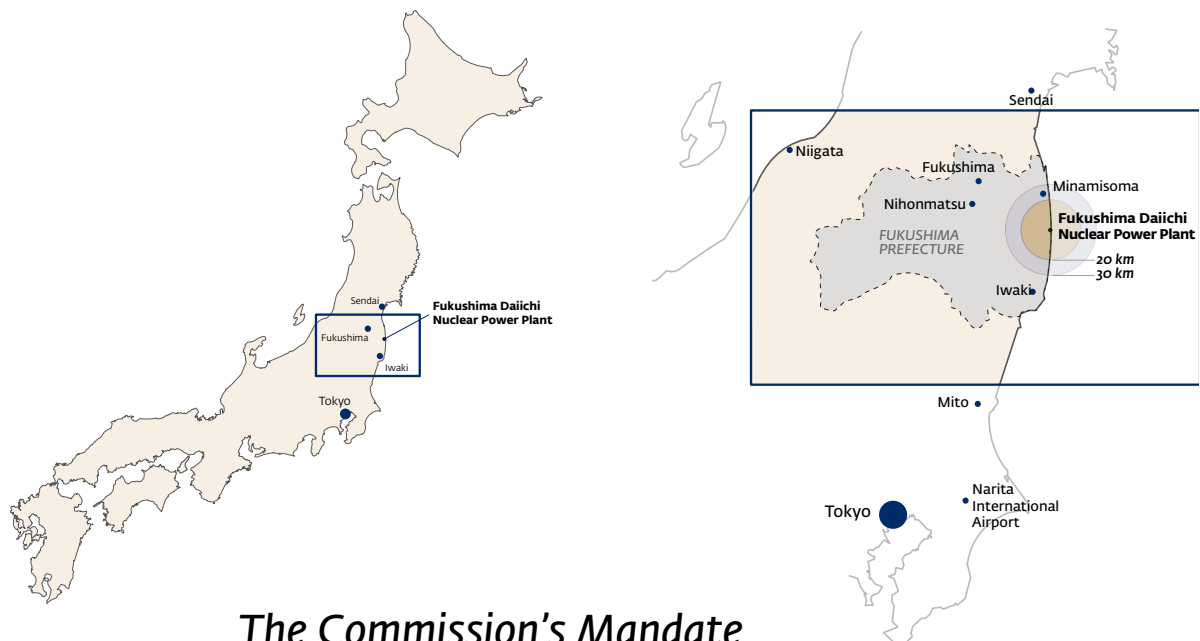 Sendai
Fukushima
Fukushima Daiichi
Nuclear Power Plant
Iwaki
Tokyo
Sendai
Niigata
Fukushima
Minamisoma
Nihonmatsu
Fukushima Daiichi
Nuclear Power Plant
FUKUSHIMA
PREFECTURE
20 km
30 km
Iwaki
Mito
Narita
International
Airport
Tokyo
The Commission's Mandate